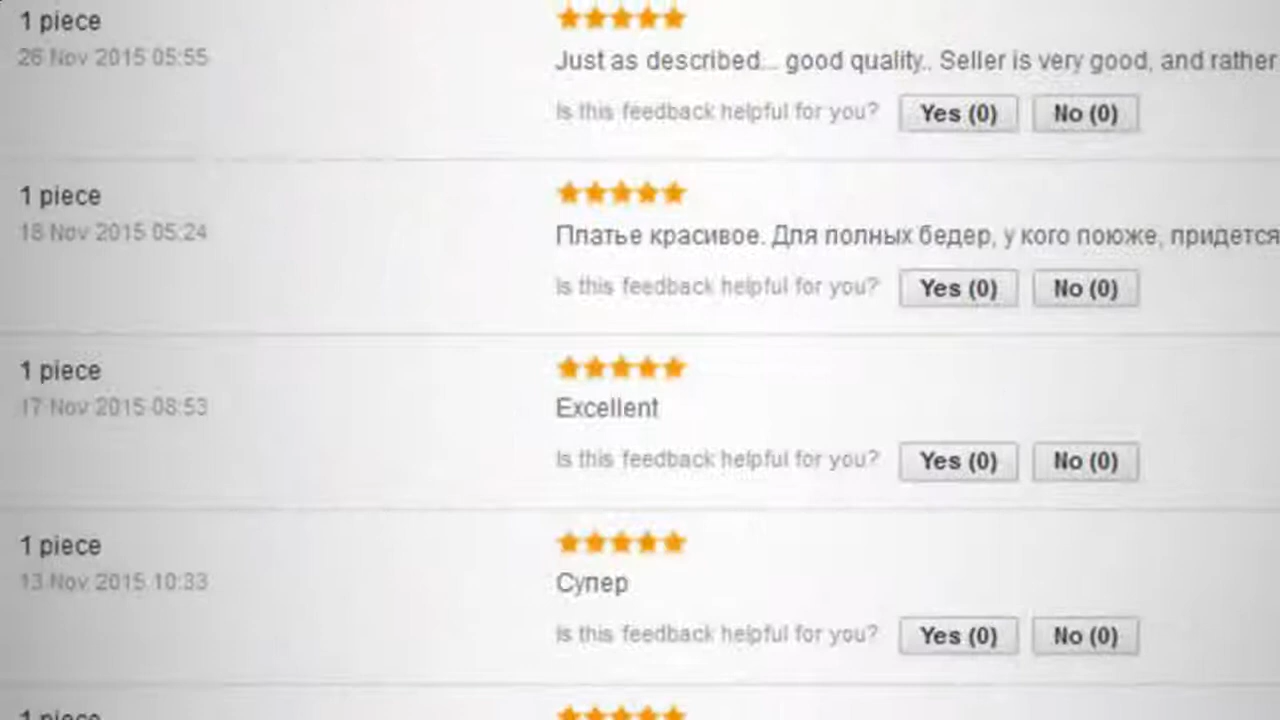 1 piece
26 Nov 2015 05:55
Just as described... good quality.. Seller is very good, and rather
Is this feedback helpful for you? Yes (0) No (0)
1 piece
18 Nov 2015 05:24
Платье красивое. Для полных бедер, у кого поюже, придется
Is this feedback helpful for you? Yes (0) No (0)
1 piece
17 Nov 2015 08:53
Excellent
Is this feedback helpful for you? Yes (0) No (0)
1 piece
13 Nov 2015 10:33
Супер
Is this feedback helpful for you? Yes (0) No (0)
1 piece